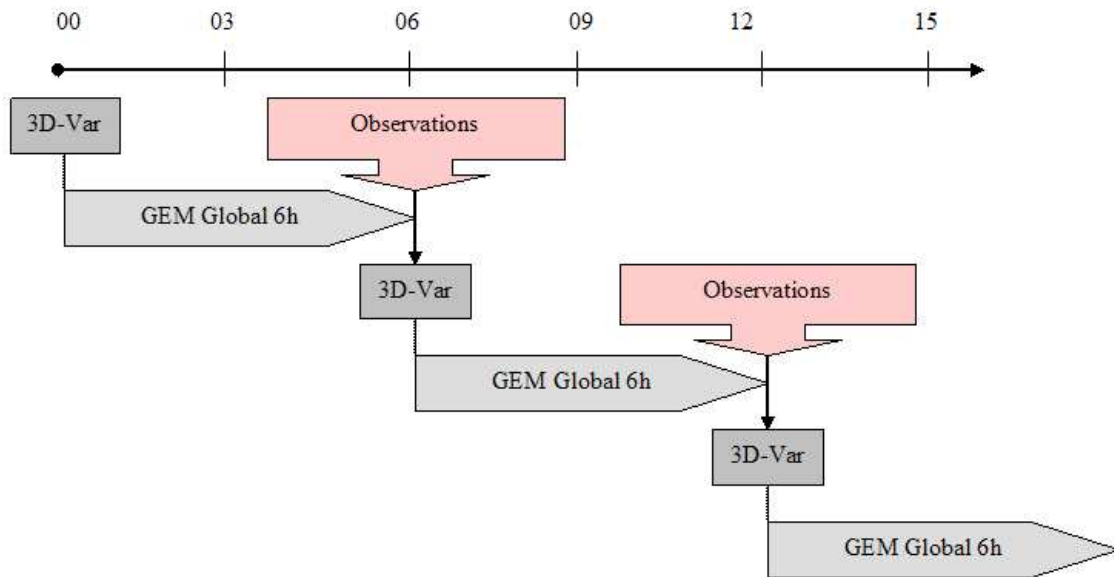 00 03 06 09 12 15
3D-Var
Observations
GEM Global 6h
3D-Var
Observations
GEM Global 6h
3D-Var
GEM Global 6h